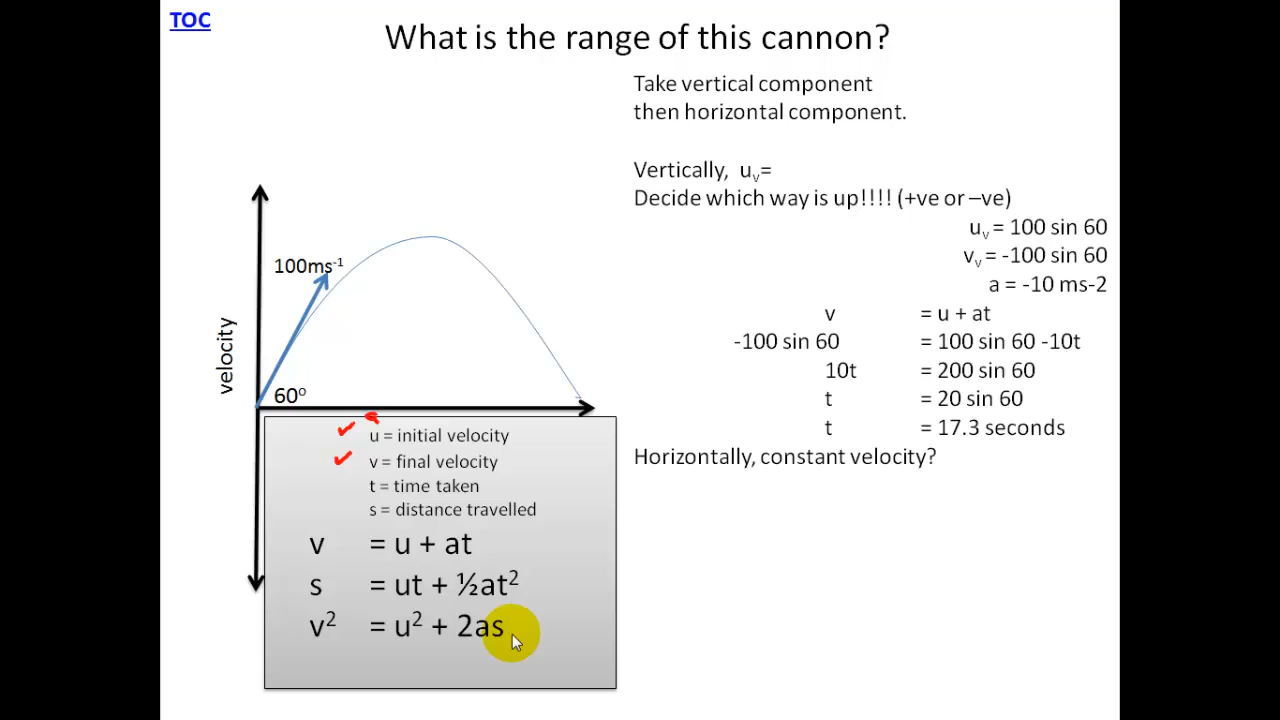 TOC
What is the range of this cannon?
Take vertical component
then horizontal component.
Vertically, uᵥ=
Decide which way is up!!!! (+ve or –ve)
uᵥ = 100 sin 60
vᵥ = -100 sin 60
a = -10 ms-2
v = u + at
-100 sin 60 = 100 sin 60 -10t
10t = 200 sin 60
t = 20 sin 60
t = 17.3 seconds
Horizontally, constant velocity?
velocity
100ms⁻¹
60º
a
u = initial velocity
v = final velocity
t = time taken
s = distance travelled
v = u + at
s = ut + ½at²
v² = u² + 2as